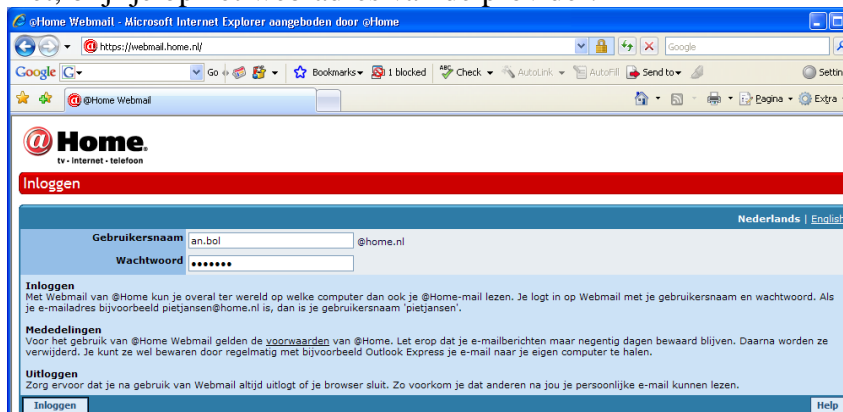 @Home Webmail - Microsoft Internet Explorer aangeboden door @Home
https://webmail.home.nl/
Google
Google G Go Bookmarks 1 blocked Check AutoLink AutoFill Send to Settin
@Home Webmail Pagina Extra
@Home.
tv - internet - telefoon
Inloggen
Nederlands | English
Gebruikersnaam an.bol @home.nl
Wachtwoord •••••••
Inloggen
Met Webmail van @Home kun je overal ter wereld op welke computer dan ook je @Home-mail lezen. Je logt in op Webmail met je gebruikersnaam en wachtwoord. Als
je e-mailadres bijvoorbeeld pietjansen@home.nl is, dan is je gebruikersnaam 'pietjansen'.
Mededelingen
Voor het gebruik van @Home Webmail gelden de voorwaarden van @Home. Let erop dat je e-mailberichten maar negentig dagen bewaard blijven. Daarna worden ze
verwijderd. Je kunt ze wel bewaren door regelmatig met bijvoorbeeld Outlook Express je e-mail naar je eigen computer te halen.
Uitloggen
Zorg ervoor dat je na gebruik van Webmail altijd uitlogt of je browser sluit. Zo voorkom je dat anderen na jou je persoonlijke e-mail kunnen lezen.
Inloggen Help